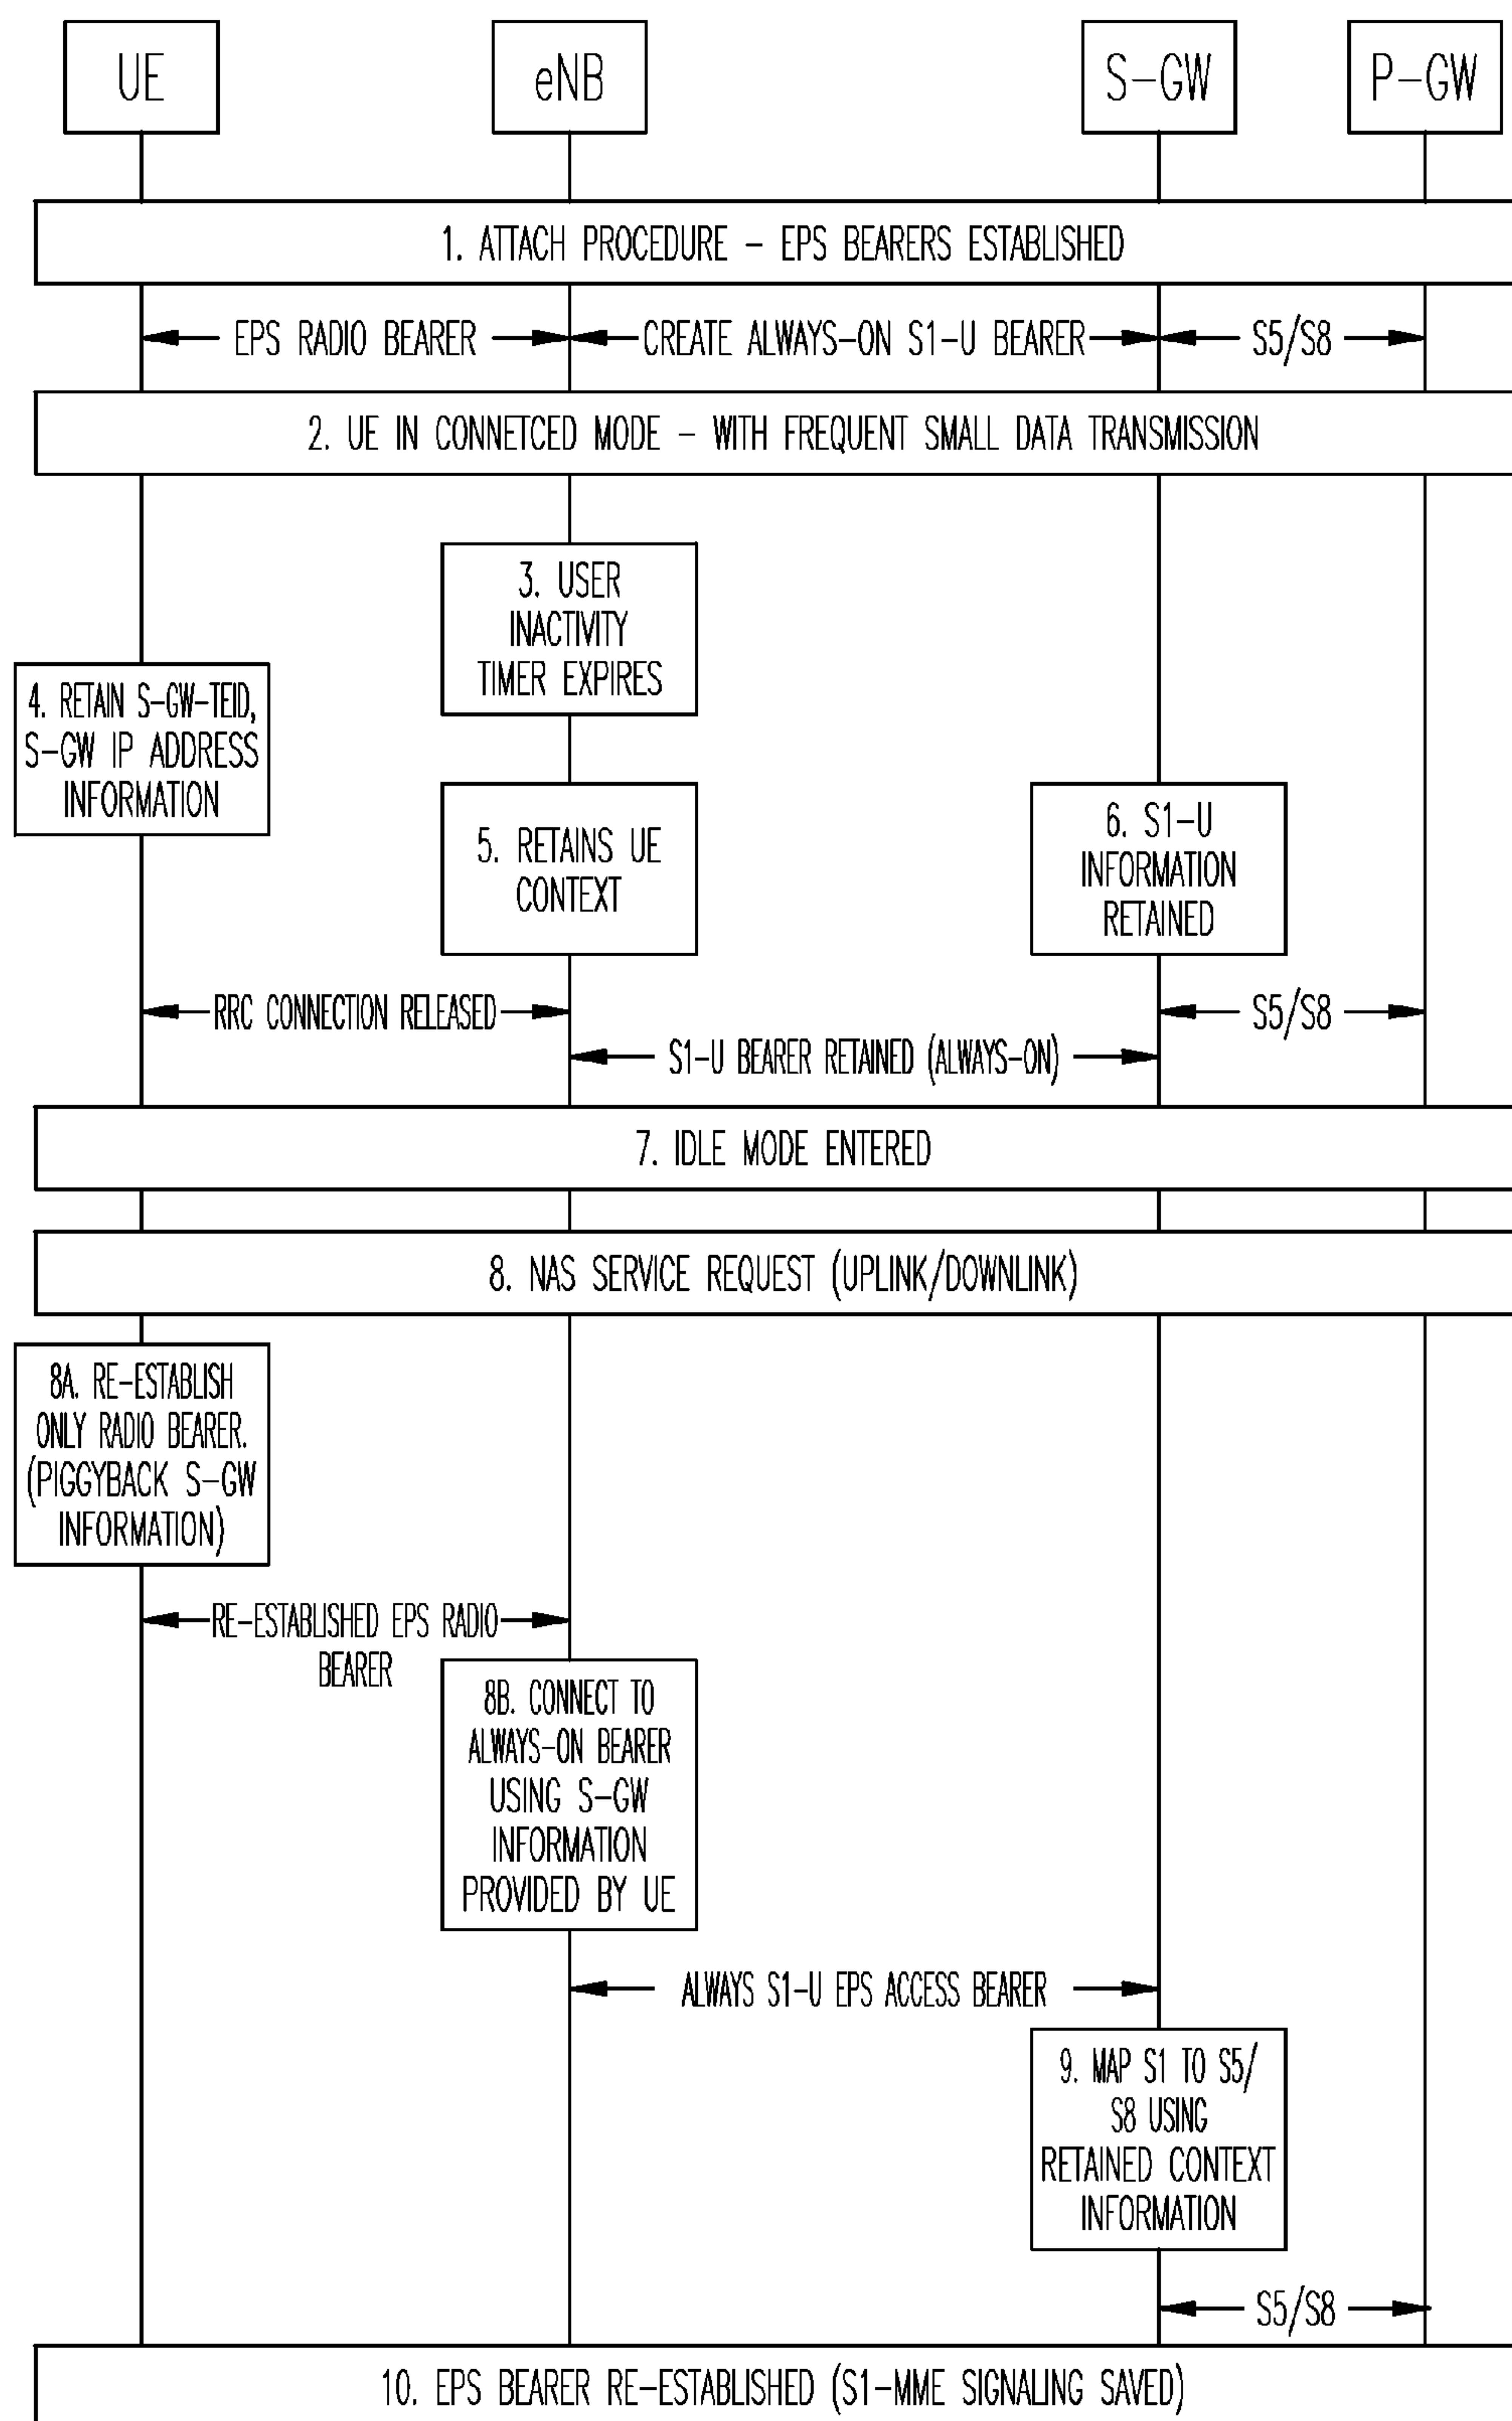 UE
eNB
S-GW
P-GW
1. ATTACH PROCEDURE - EPS BEARERS ESTABLISHED
EPS RADIO BEARER
CREATE ALWAYS-ON S1-U BEARER
S5/S8
2. UE IN CONNETCED MODE - WITH FREQUENT SMALL DATA TRANSMISSION
3. USER
INACTIVITY
TIMER EXPIRES
4. RETAIN S-GW-TEID,
S-GW IP ADDRESS
INFORMATION
5. RETAINS UE
CONTEXT
6. S1-U
INFORMATION
RETAINED
RRC CONNECTION RELEASED
S5/S8
S1-U BEARER RETAINED (ALWAYS-ON)
7. IDLE MODE ENTERED
8. NAS SERVICE REQUEST (UPLINK/DOWNLINK)
8A. RE-ESTABLISH
ONLY RADIO BEARER.
(PIGGYBACK S-GW
INFORMATION)
RE-ESTABLISHED EPS RADIO
BEARER
8B. CONNECT TO
ALWAYS-ON BEARER
USING S-GW
INFORMATION
PROVIDED BY UE
ALWAYS S1-U EPS ACCESS BEARER
9. MAP S1 TO S5/
S8 USING
RETAINED CONTEXT
INFORMATION
S5/S8
10. EPS BEARER RE-ESTABLISHED (S1-MME SIGNALING SAVED)